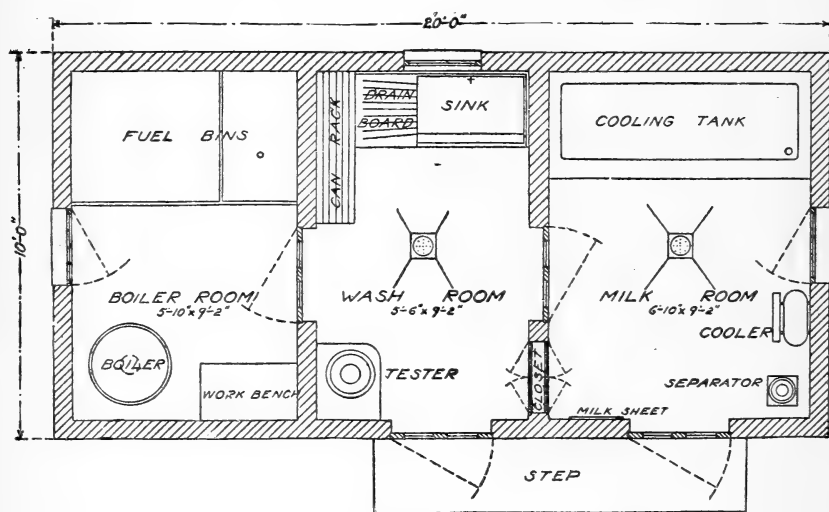 20'-0"
10'-0"
FUEL BINS
CAN RACK
DRAIN
BOARD
SINK
COOLING TANK
BOILER ROOM
5'-10" x 9'-2"
WASH ROOM
5'-6" x 9'-2"
MILK ROOM
6'-10" x 9'-2"
COOLER
BOILER
WORK BENCH
TESTER
CLOSET
SEPARATOR
MILK SHEET
STEP